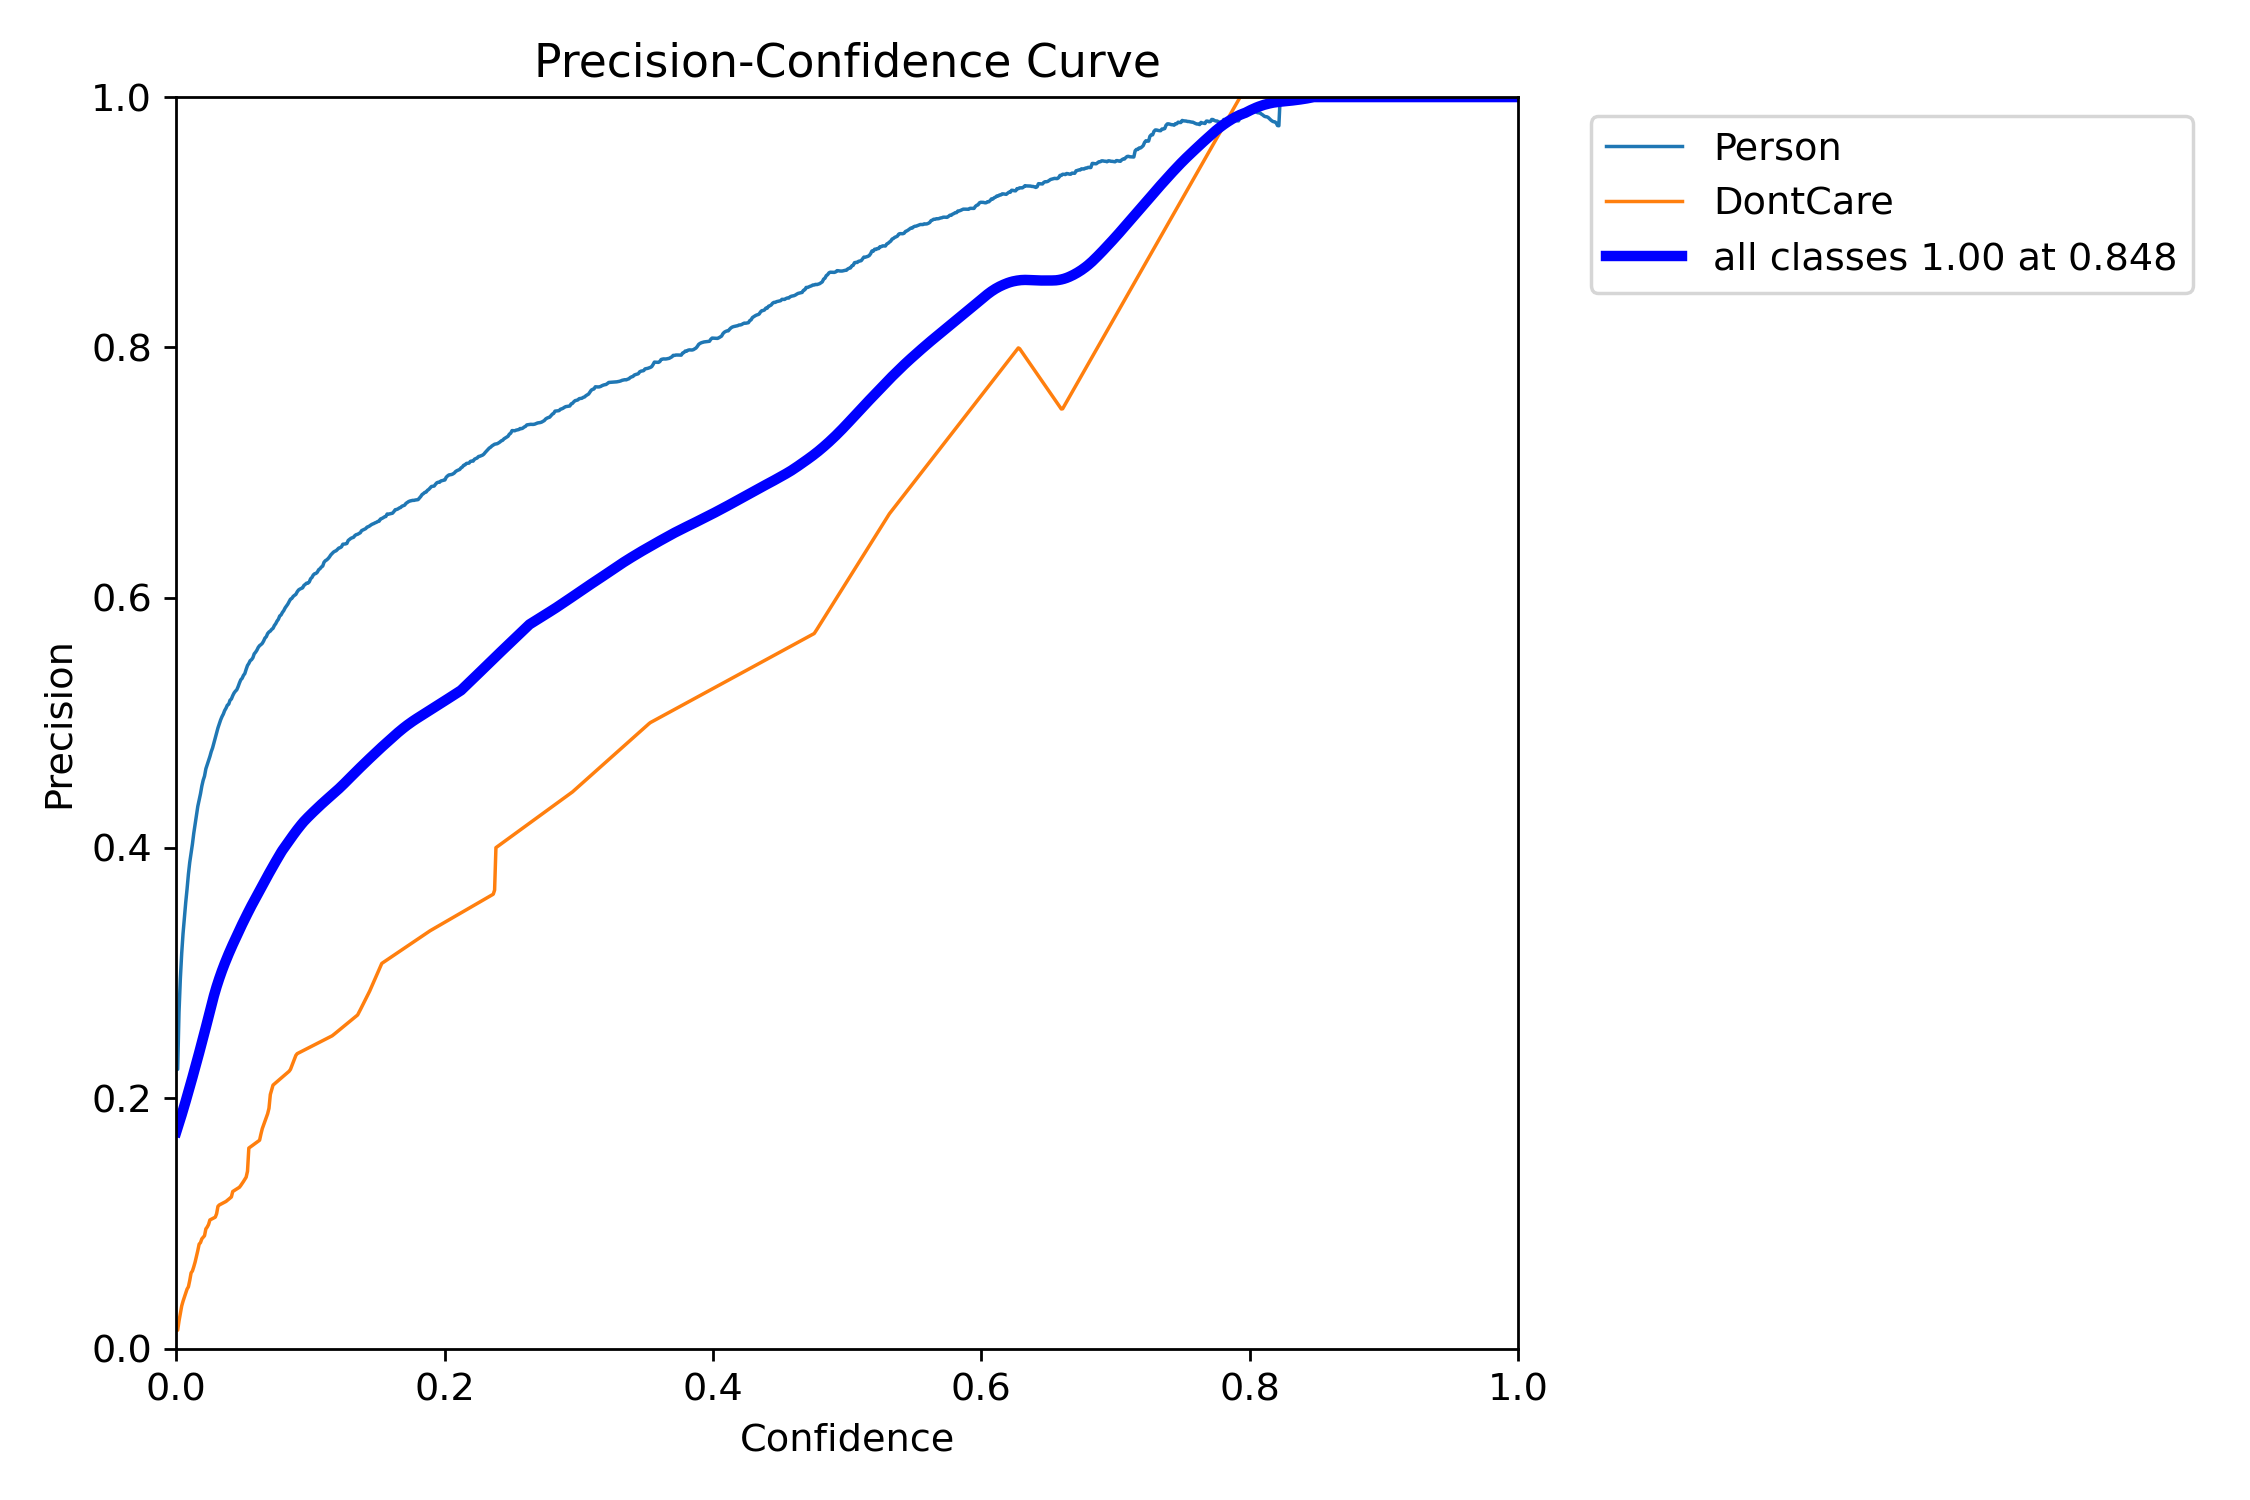 Precision-Confidence Curve
1.0
0.8
0.6
0.4
0.2
0.0
Precision
0.0 0.2 0.4 0.6 0.8 1.0
Confidence
Person
DontCare
all classes 1.00 at 0.848